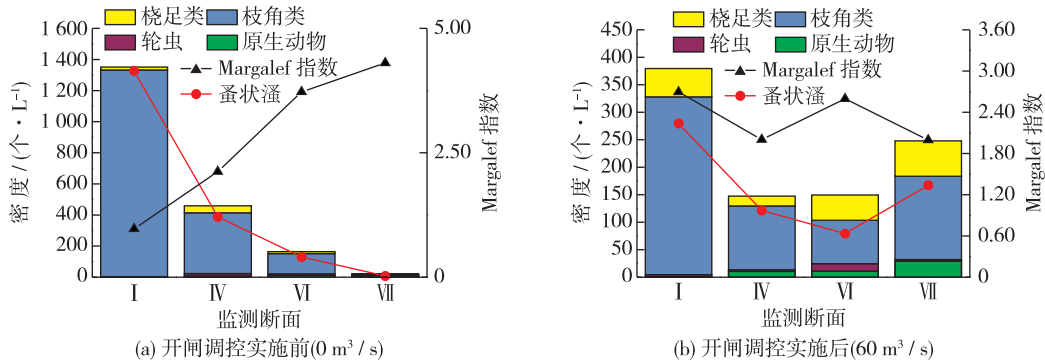 桡足类 枝角类
轮虫 原生动物
Margalef 指数
蚤状溞
密度 / (个·L⁻¹)
1 600
1 400
1 200
1 000
800
600
400
200
0
5.00
2.50
0
Margalef 指数
Ⅰ Ⅳ Ⅵ Ⅶ
监测断面
(a) 开闸调控实施前(0 m³ / s)
桡足类 枝角类
轮虫 原生动物
Margalef 指数
蚤状溞
密度 / (个·L⁻¹)
450
400
350
300
250
200
150
100
50
0
3.60
3.00
2.40
1.80
1.20
0.60
0
Margalef 指数
Ⅰ Ⅳ Ⅵ Ⅶ
监测断面
(b) 开闸调控实施后(60 m³ / s)